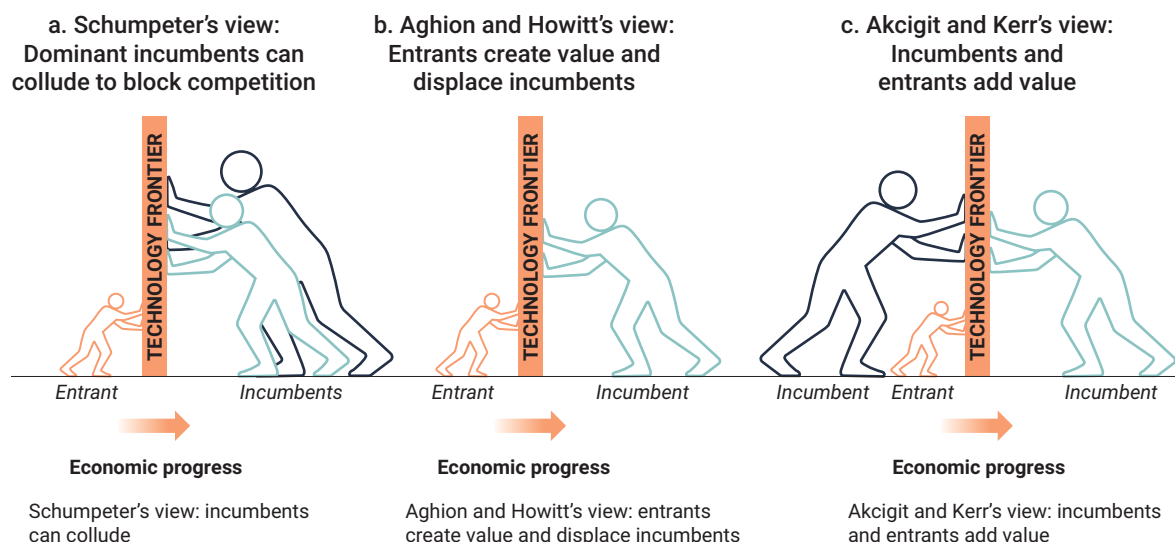 a. Schumpeter's view:
Dominant incumbents can
collude to block competition
TECHNOLOGY FRONTIER
Entrant
Incumbents
Economic progress
Schumpeter's view: incumbents
can collude
b. Aghion and Howitt's view:
Entrants create value and
displace incumbents
TECHNOLOGY FRONTIER
Entrant
Incumbent
Economic progress
Aghion and Howitt's view: entrants
create value and displace incumbents
c. Akcigit and Kerr's view:
Incumbents and
entrants add value
TECHNOLOGY FRONTIER
Incumbent
Entrant
Incumbent
Economic progress
Akcigit and Kerr's view: incumbents
and entrants add value